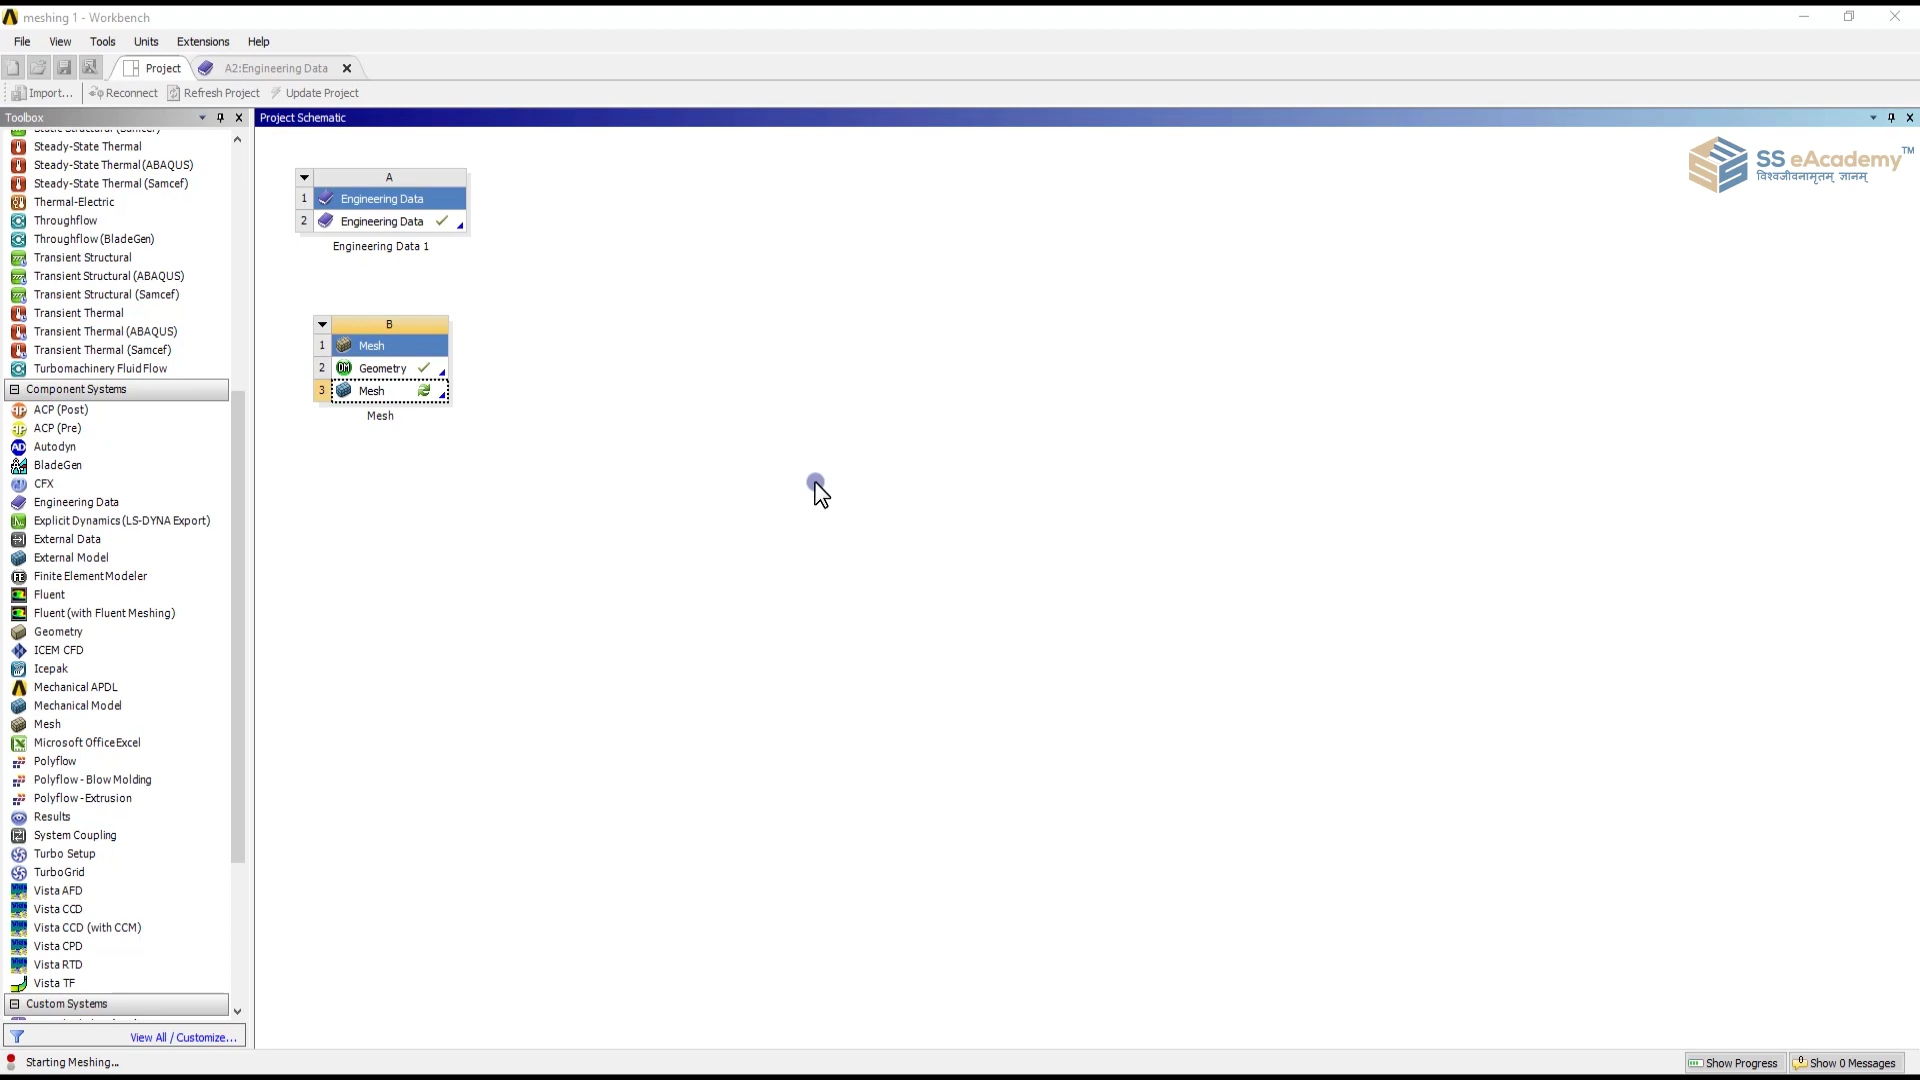 meshing 1 - Workbench
File View Tools Units Extensions Help
Project A2:Engineering Data
Import... Reconnect Refresh Project Update Project
Toolbox
Project Schematic
Static Structural (Samcef)
Steady-State Thermal
Steady-State Thermal (ABAQUS)
Steady-State Thermal (Samcef)
Thermal-Electric
Throughflow
Throughflow (BladeGen)
Transient Structural
Transient Structural (ABAQUS)
Transient Structural (Samcef)
Transient Thermal
Transient Thermal (ABAQUS)
Transient Thermal (Samcef)
Turbomachinery Fluid Flow
Component Systems
ACP (Post)
ACP (Pre)
Autodyn
BladeGen
CFX
Engineering Data
Explicit Dynamics (LS-DYNA Export)
External Data
External Model
Finite Element Modeler
Fluent
Fluent (with Fluent Meshing)
Geometry
ICEM CFD
Icepak
Mechanical APDL
Mechanical Model
Mesh
Microsoft Office Excel
Polyflow
Polyflow - Blow Molding
Polyflow - Extrusion
Results
System Coupling
Turbo Setup
TurboGrid
Vista AFD
Vista CCD
Vista CCD (with CCM)
Vista CPD
Vista RTD
Vista TF
Custom Systems
View All / Customize...
A
1 Engineering Data
2 Engineering Data
Engineering Data 1
B
1 Mesh
2 DM Geometry
3 Mesh
Mesh
SS eAcademy™
विश्वजीवनामृतम् ज्ञानम्
Starting Meshing...
Show Progress Show 0 Messages